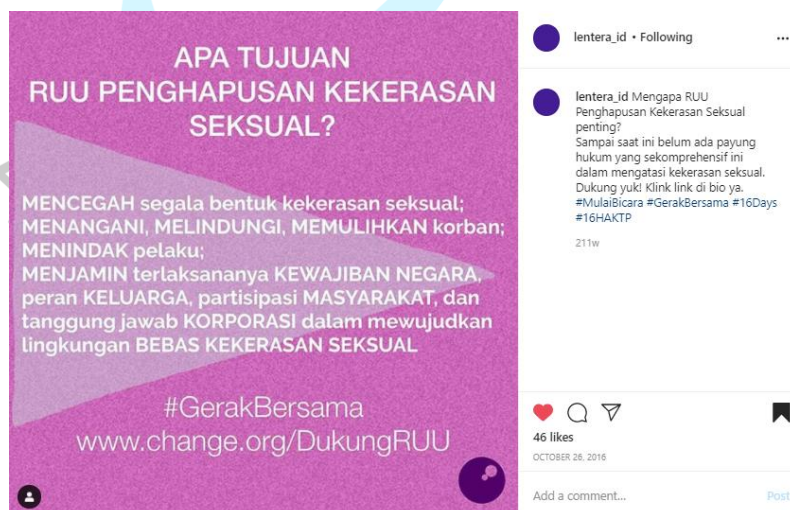 APA TUJUAN
RUU PENGHAPUSAN KEKERASAN
SEKSUAL?
MENCEGAH segala bentuk kekerasan seksual;
MENANGANI, MELINDUNGI, MEMULIHKAN korban;
MENINDAK pelaku;
MENJAMIN terlaksananya KEWAJIBAN NEGARA,
peran KELUARGA, partisipasi MASYARAKAT, dan
tanggung jawab KORPORASI dalam mewujudkan
lingkungan BEBAS KEKERASAN SEKSUAL
#GerakBersama
www.change.org/DukungRUU
lentera_id • Following
lentera_id Mengapa RUU
Penghapusan Kekerasan Seksual
penting?
Sampai saat ini belum ada payung
hukum yang sekomprehensif ini
dalam mengatasi kekerasan seksual.
Dukung yuk! Klink link di bio ya.
#MulaiBicara #GerakBersama #16Days
#16HAKTP
211w
46 likes
OCTOBER 26, 2016
Add a comment...
Post